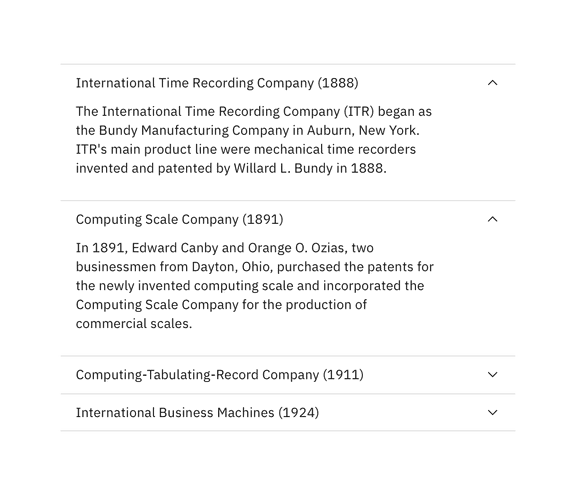 International Time Recording Company (1888)
The International Time Recording Company (ITR) began as
the Bundy Manufacturing Company in Auburn, New York.
ITR's main product line were mechanical time recorders
invented and patented by Willard L. Bundy in 1888.
Computing Scale Company (1891)
In 1891, Edward Canby and Orange O. Ozias, two
businessmen from Dayton, Ohio, purchased the patents for
the newly invented computing scale and incorporated the
Computing Scale Company for the production of
commercial scales.
Computing-Tabulating-Record Company (1911)
International Business Machines (1924)